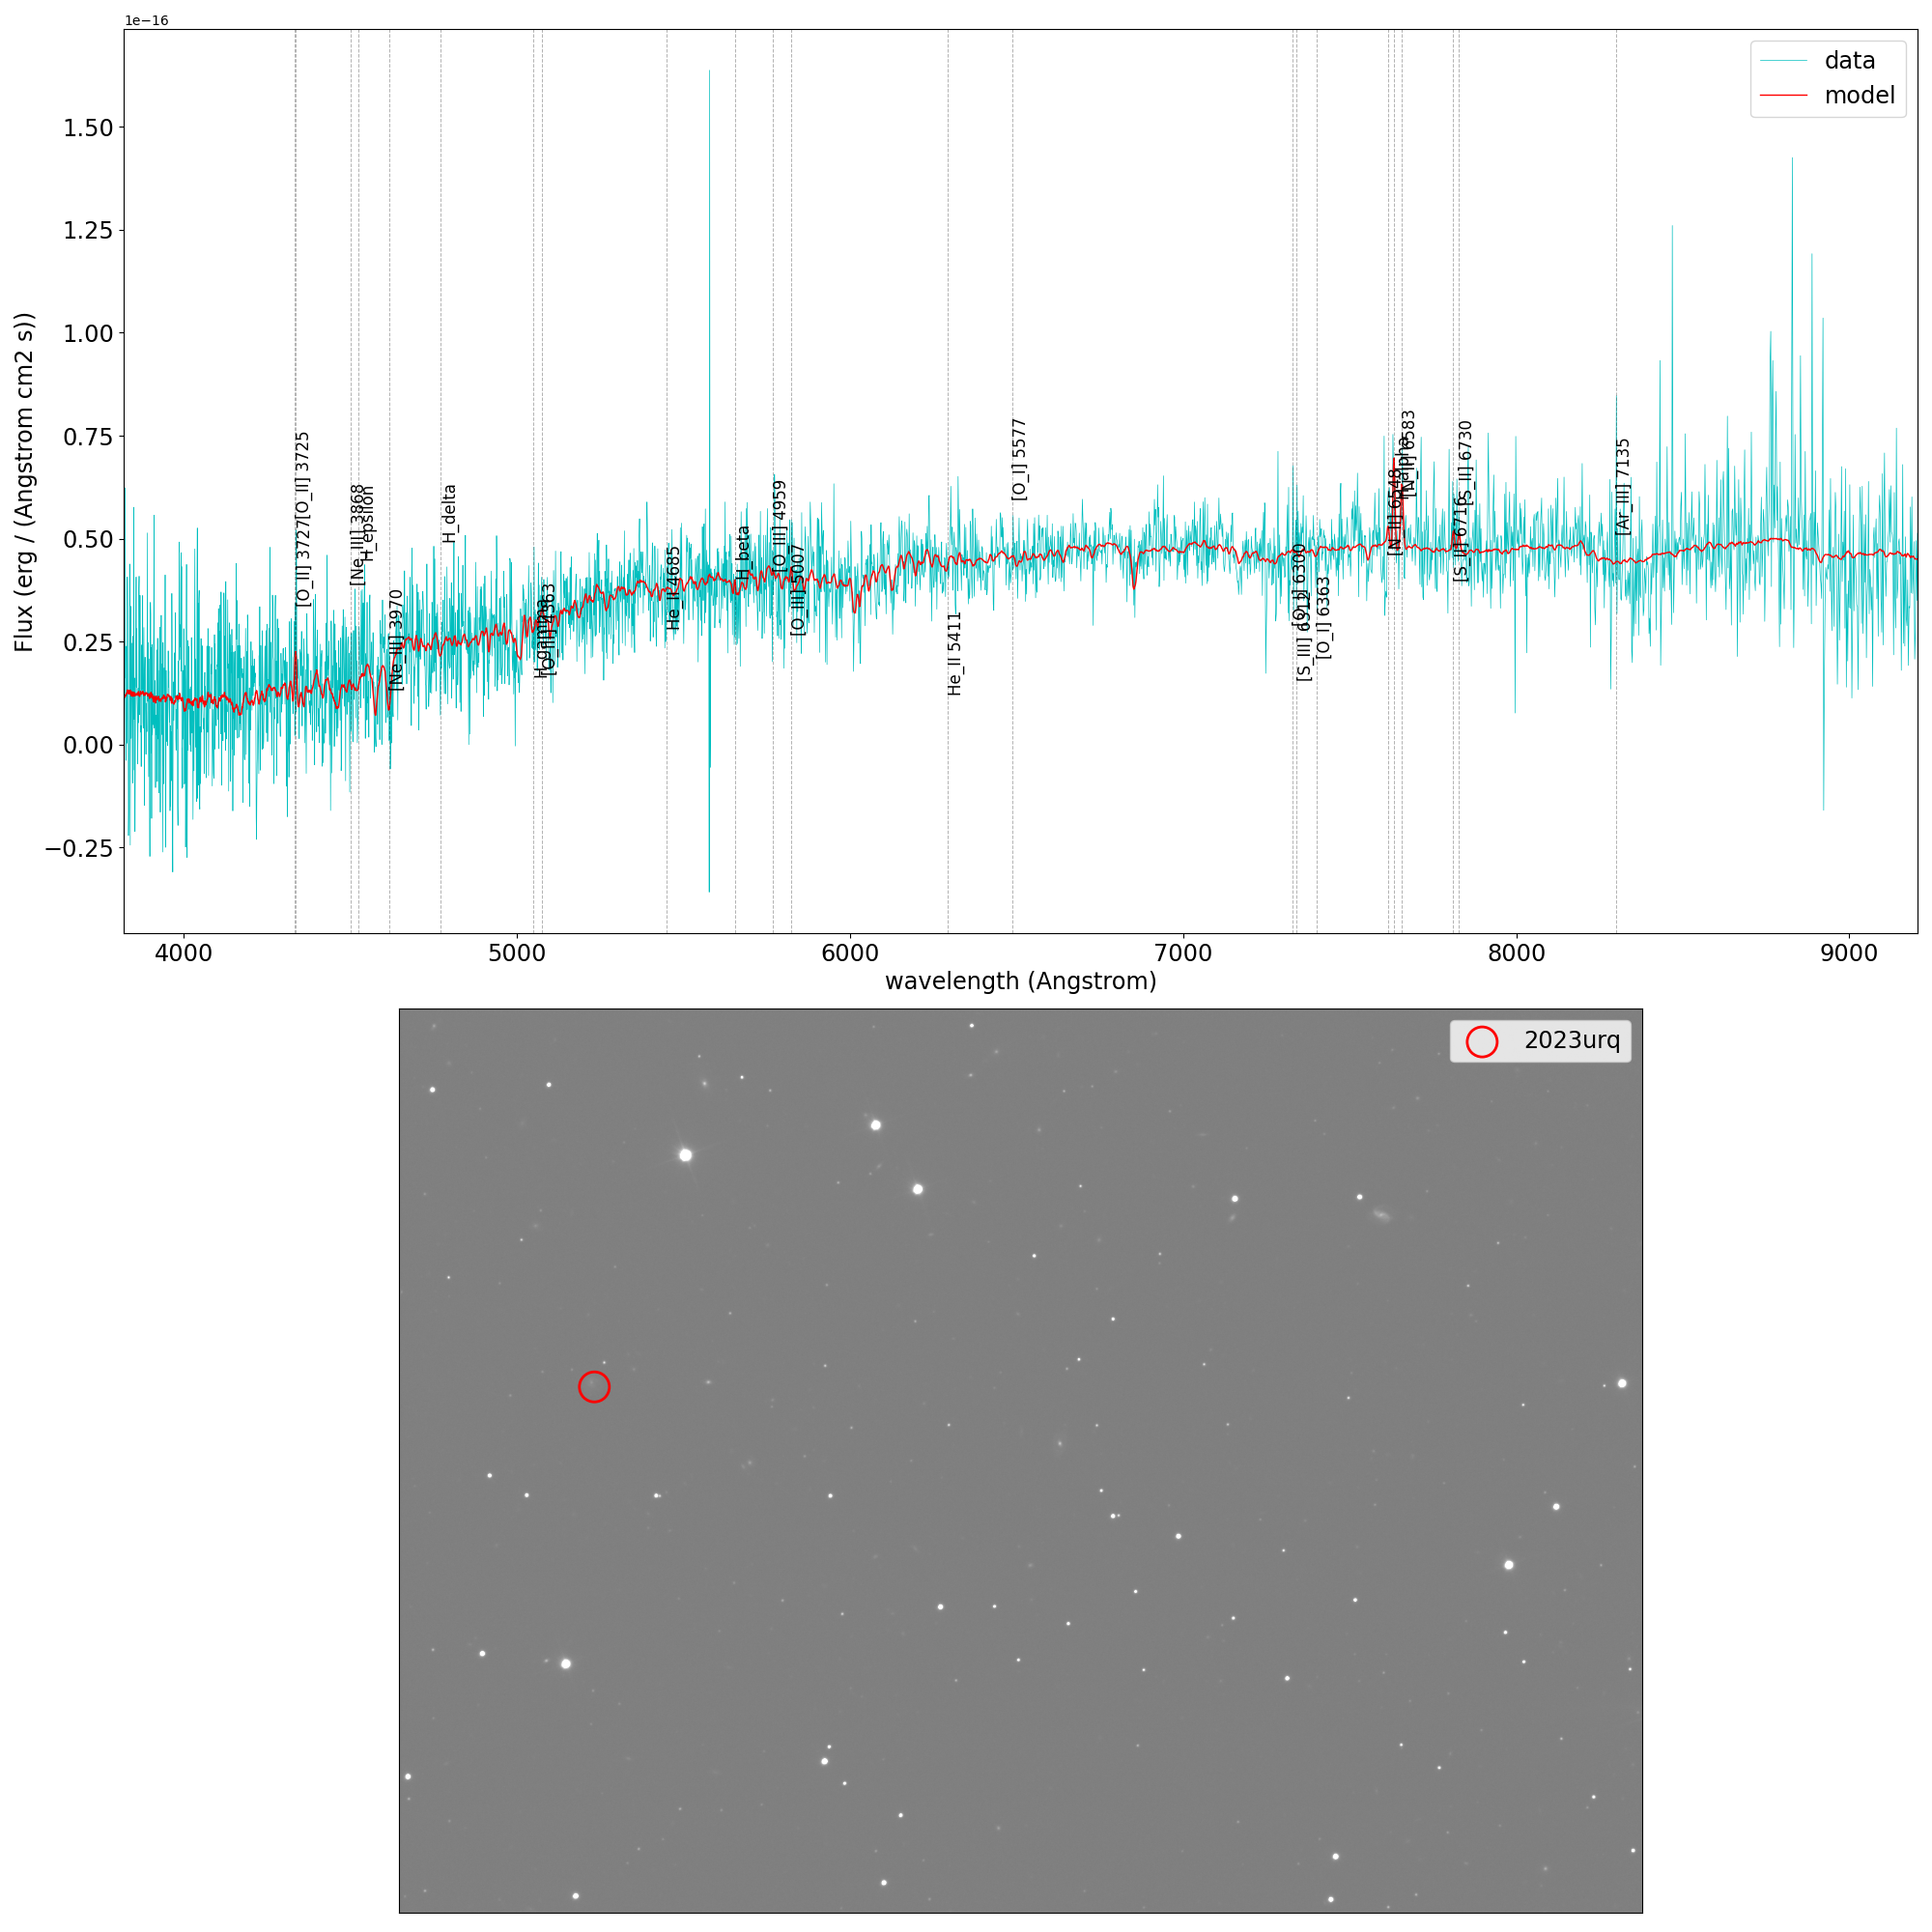 1e−16
data
model
1.50
1.25
1.00
0.75
0.50
0.25
0.00
−0.25
Flux (erg / (Angstrom cm2 s))
[O_II] 3725
[O_II] 3727
[Ne_III] 3868
H_epsilon
[Ne_III] 3970
H_delta
H_gamma
[O_III] 4363
He_II 4685
H_beta
[O_III] 4959
[O_III] 5007
He_II 5411
[O_I] 5577
[O_I] 6300
[S_III] 6312
[O_I] 6363
[N_II] 6548
[N_II] 6583
[S_II] 6716
[S_II] 6730
[Ar_III] 7135
4000 5000 6000 7000 8000 9000
wavelength (Angstrom)
2023urq